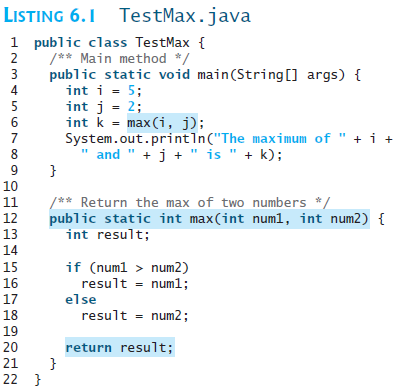 LISTING 6.1 TestMax.java
1 public class TestMax {
2   /** Main method */
3   public static void main(String[] args) {
4     int i = 5;
5     int j = 2;
6     int k = max(i, j);
7     System.out.println("The maximum of " + i +
8       " and " + j + " is " + k);
9   }
10
11   /** Return the max of two numbers */
12   public static int max(int num1, int num2) {
13     int result;
14
15     if (num1 > num2)
16       result = num1;
17     else
18       result = num2;
19
20     return result;
21   }
22 }